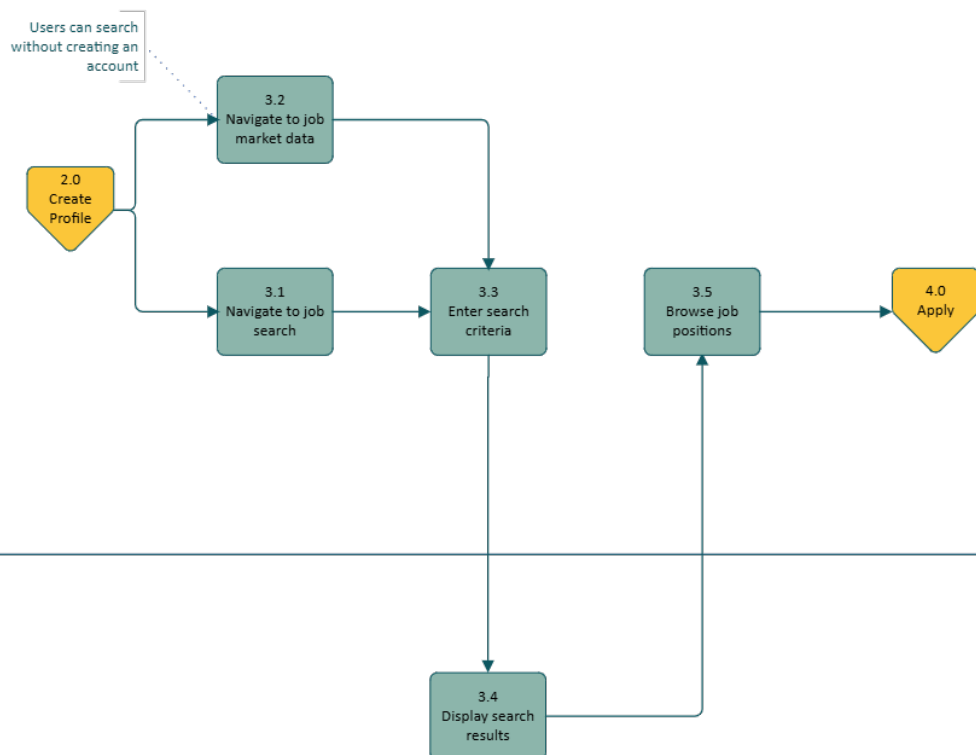 Users can search
without creating an
account
3.2
Navigate to job
market data
2.0
Create
Profile
3.1
Navigate to job
search
3.3
Enter search
criteria
3.5
Browse job
positions
4.0
Apply
3.4
Display search
results